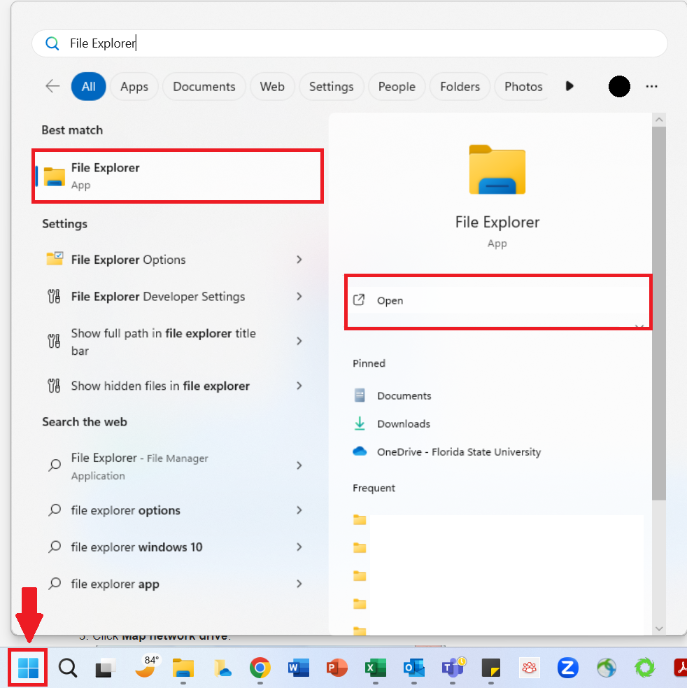 File Explorer
All
Apps
Documents
Web
Settings
People
Folders
Photos
Best match
File Explorer
App
Settings
File Explorer Options
File Explorer Developer Settings
Show full path in file explorer title
bar
Show hidden files in file explorer
Search the web
File Explorer - File Manager
Application
file explorer options
file explorer windows 10
file explorer app
File Explorer
App
Open
Pinned
Documents
Downloads
OneDrive - Florida State University
Frequent
Click Map network drive.
84°